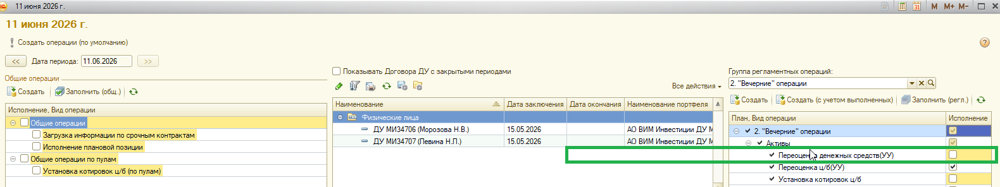 11 июня 2026 г.
M M+ M-
11 июня 2026 г.
Создать операции (по умолчанию)
?
<< Дата периода: 11.06.2026 >>
Общие операции
Создать Заполнить (общ.)
Исполнение, Вид операции
Общие операции
Загрузка информации по срочным контрактам
Исполнение плановой позиции
Общие операции по пулам
Установка котировок ц/б (по пулам)
Показывать Договора ДУ с закрытыми периодами
Все действия
Наименование Дата заключения Дата окончания Наименование портфеля
Физические лица
ДУ МИ34706 (Морозова Н.В.) 15.05.2026 АО ВИМ Инвестиции ДУ М
ДУ МИ34707 (Певина Н.Л.) 15.05.2026 АО ВИМ Инвестиции ДУ М
Группа регламентных операций:
2. "Вечерние" операции
Создать Создать (с учетом выполненных) Заполнить (регл.)
План, Вид операции Исполнение
2. "Вечерние" операции
Активы
Переоценка денежных средств(УУ)
Переоценка ц/б(УУ)
Установка котировок ц/б